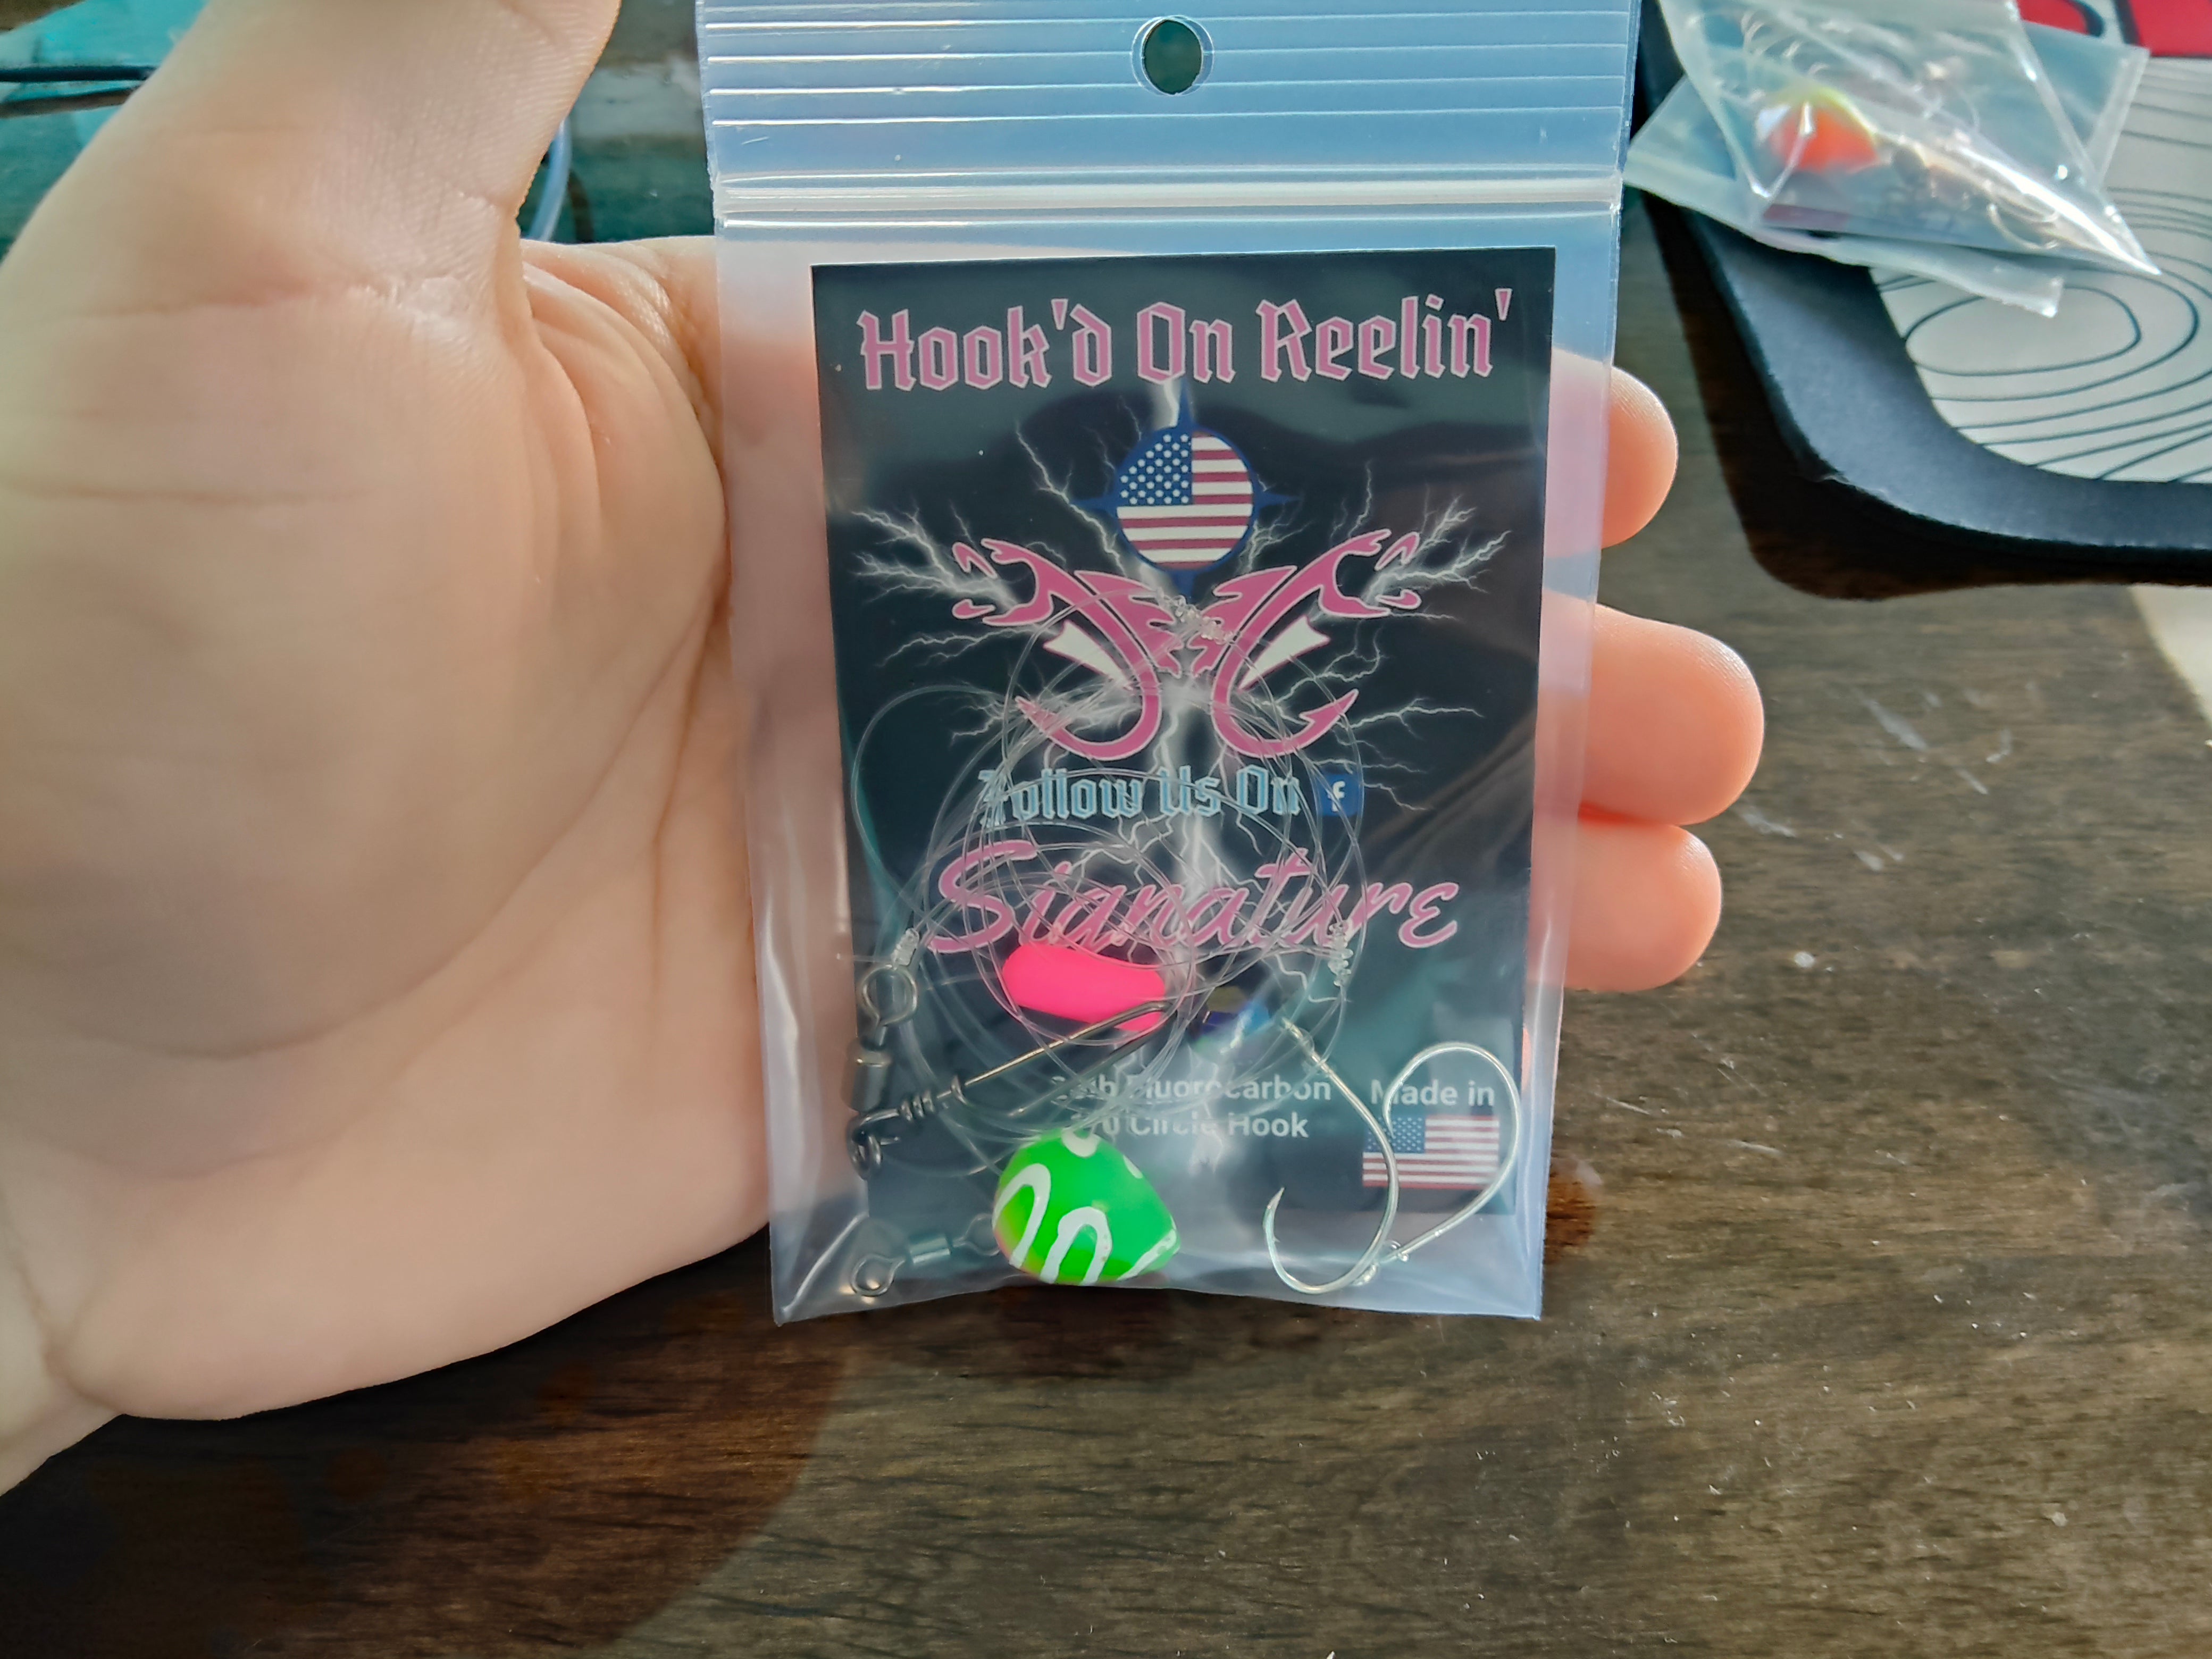 Hook'd On Reelin'
Follow Us On f
Signature
Fluorocarbon
Circle Hook
Made in